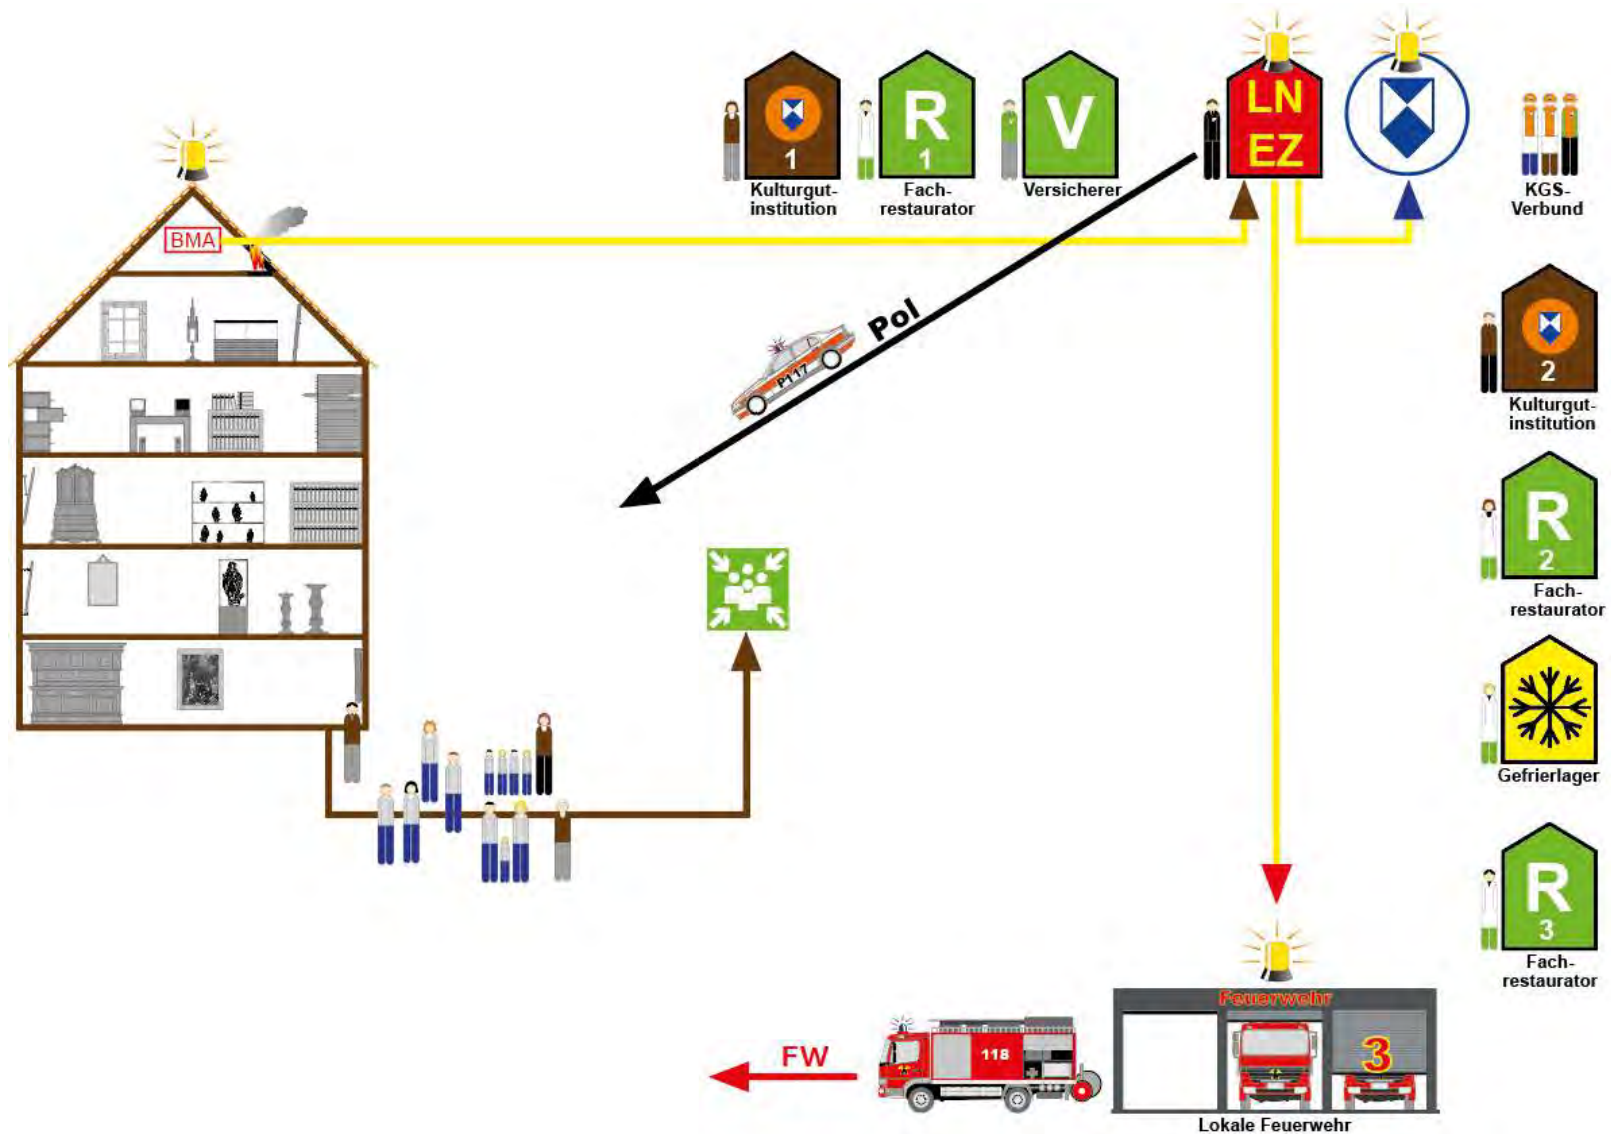 LN
EZ
1
Kulturgut-
institution
R
1
Fach-
restaurator
V
Versicherer
KGS-
Verbund
BMA
Pol
P117
2
Kulturgut-
institution
R
2
Fach-
restaurator
Gefrierlager
R
3
Fach-
restaurator
Feuerwehr
FW
118
3
Lokale Feuerwehr